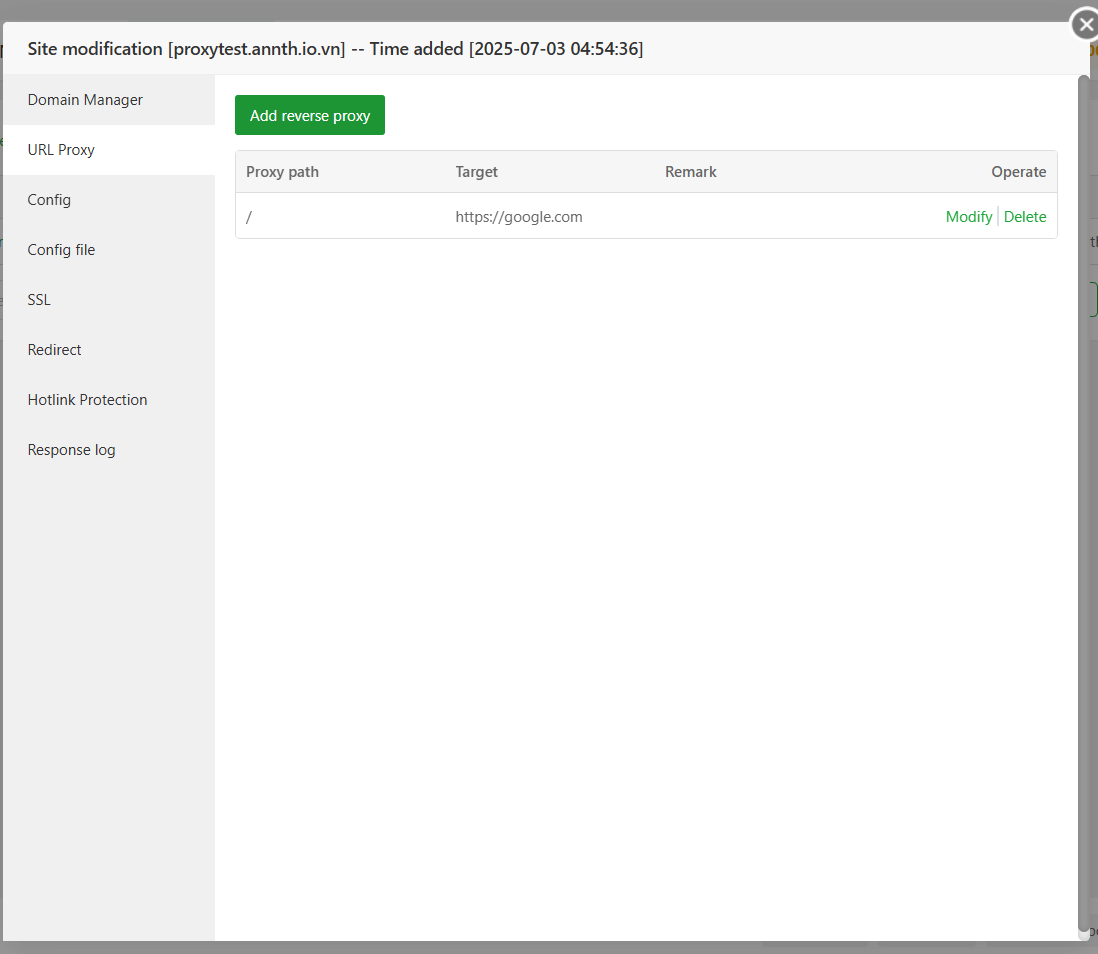 Site modification [proxytest.annth.io.vn] -- Time added [2025-07-03 04:54:36]
Domain Manager
URL Proxy
Config
Config file
SSL
Redirect
Hotlink Protection
Response log
Add reverse proxy
Proxy path Target Remark Operate
/ https://google.com Modify Delete